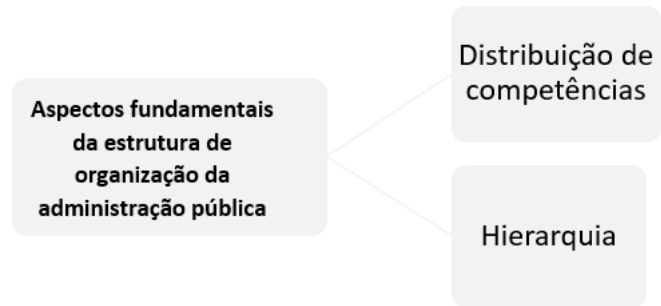 Aspectos fundamentais
da estrutura de
organização da
administração pública
Distribuição de
competências
Hierarquia